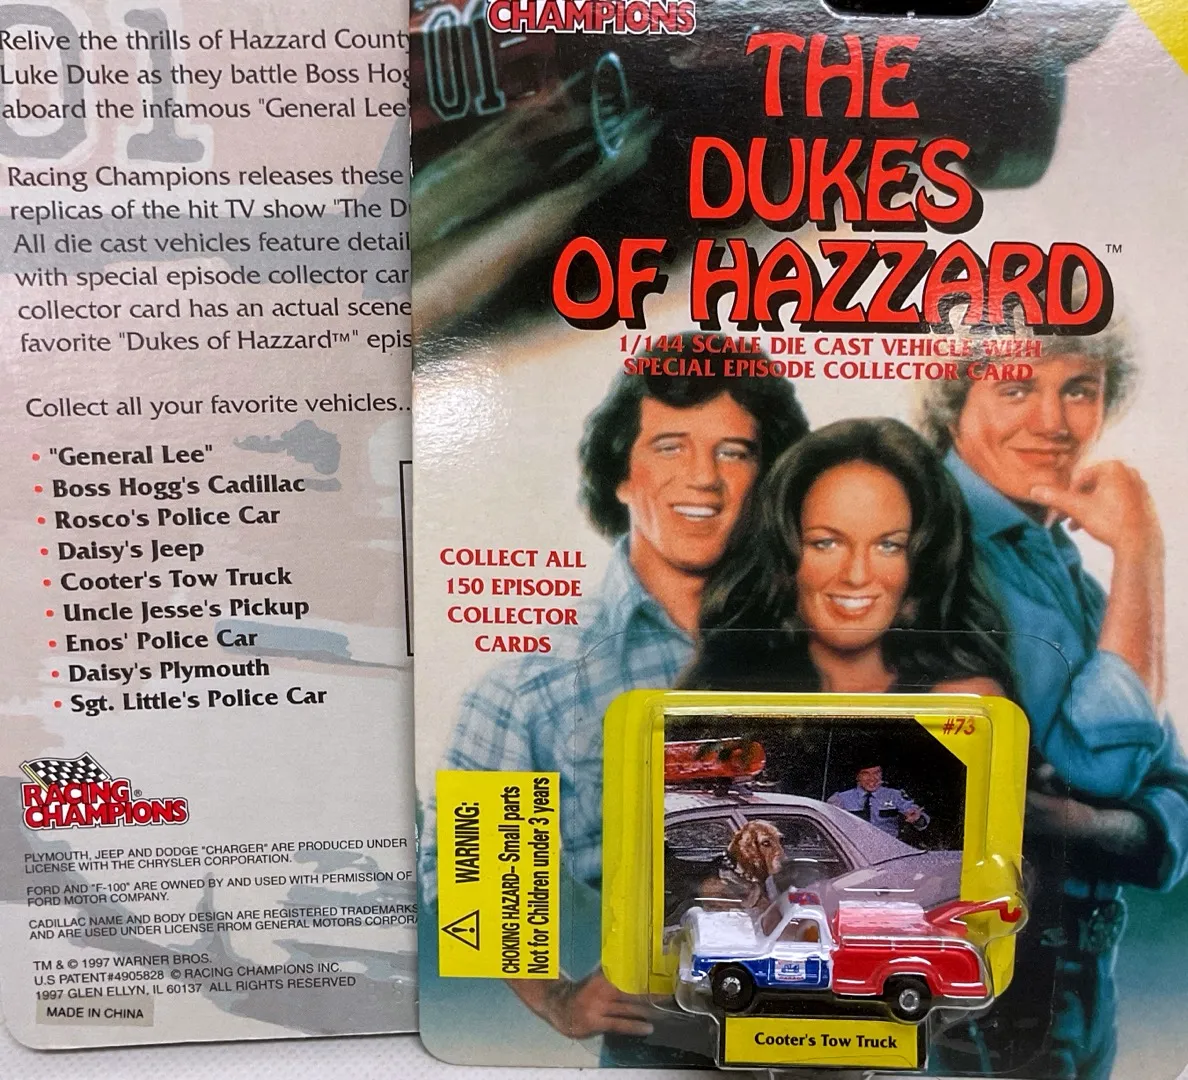 Relive the thrills of Hazzard County
Luke Duke as they battle Boss Hog
aboard the infamous "General Lee"
Racing Champions releases these
replicas of the hit TV show "The D
All die cast vehicles feature detail
with special episode collector car
collector card has an actual scene
favorite "Dukes of Hazzard™" epis
Collect all your favorite vehicles..
• "General Lee"
• Boss Hogg's Cadillac
• Rosco's Police Car
• Daisy's Jeep
• Cooter's Tow Truck
• Uncle Jesse's Pickup
• Enos' Police Car
• Daisy's Plymouth
• Sgt. Little's Police Car
RACING®
CHAMPIONS
PLYMOUTH, JEEP AND DODGE "CHARGER" ARE PRODUCED UNDER
LICENSE WITH THE CHRYSLER CORPORATION.
FORD AND "F-100" ARE OWNED BY AND USED WITH PERMISSION OF
FORD MOTOR COMPANY.
CADILLAC NAME AND BODY DESIGN ARE REGISTERED TRADEMARKS
AND ARE USED UNDER LICENSE RROM GENERAL MOTORS CORPOR
TM & © 1997 WARNER BROS.
U.S PATENT#4905828 © RACING CHAMPIONS INC.
1997 GLEN ELLYN, IL 60137 ALL RIGHTS RESERVED
MADE IN CHINA
01
CHAMPIONS
01
THE
DUKES
OF HAZZARD™
1/144 SCALE DIE CAST VEHICLE WITH
SPECIAL EPISODE COLLECTOR CARD
COLLECT ALL
150 EPISODE
COLLECTOR
CARDS
WARNING:
CHOKING HAZARD– Small parts
Not for Children under 3 years
#73
Cooter's Tow Truck